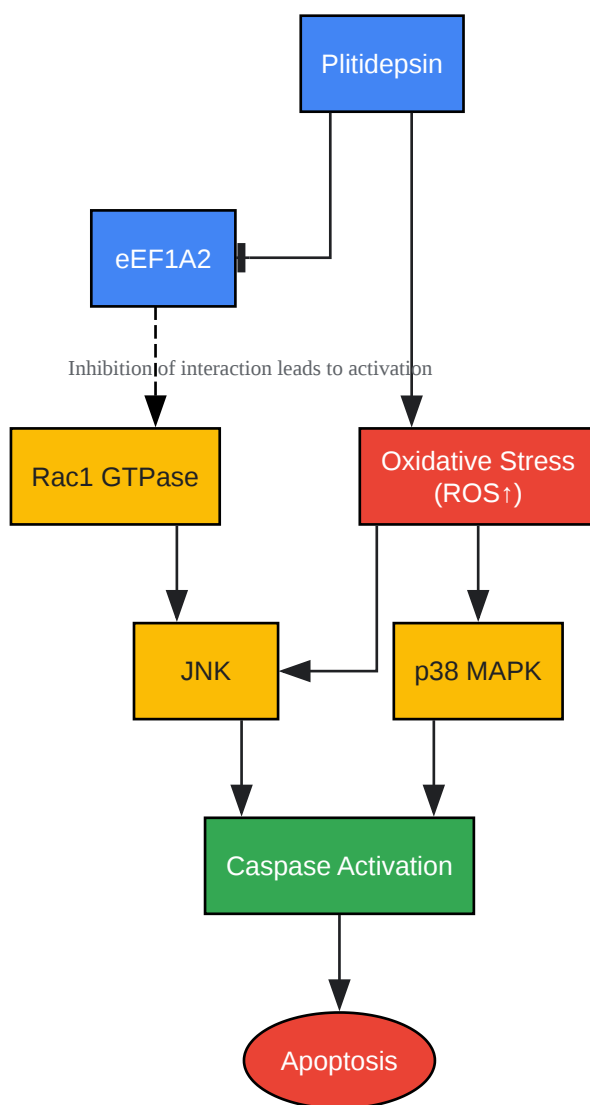 Plitidepsin
eEF1A2
Inhibition of interaction leads to activation
Rac1 GTPase
Oxidative Stress
(ROS↑)
JNK
p38 MAPK
Caspase Activation
Apoptosis